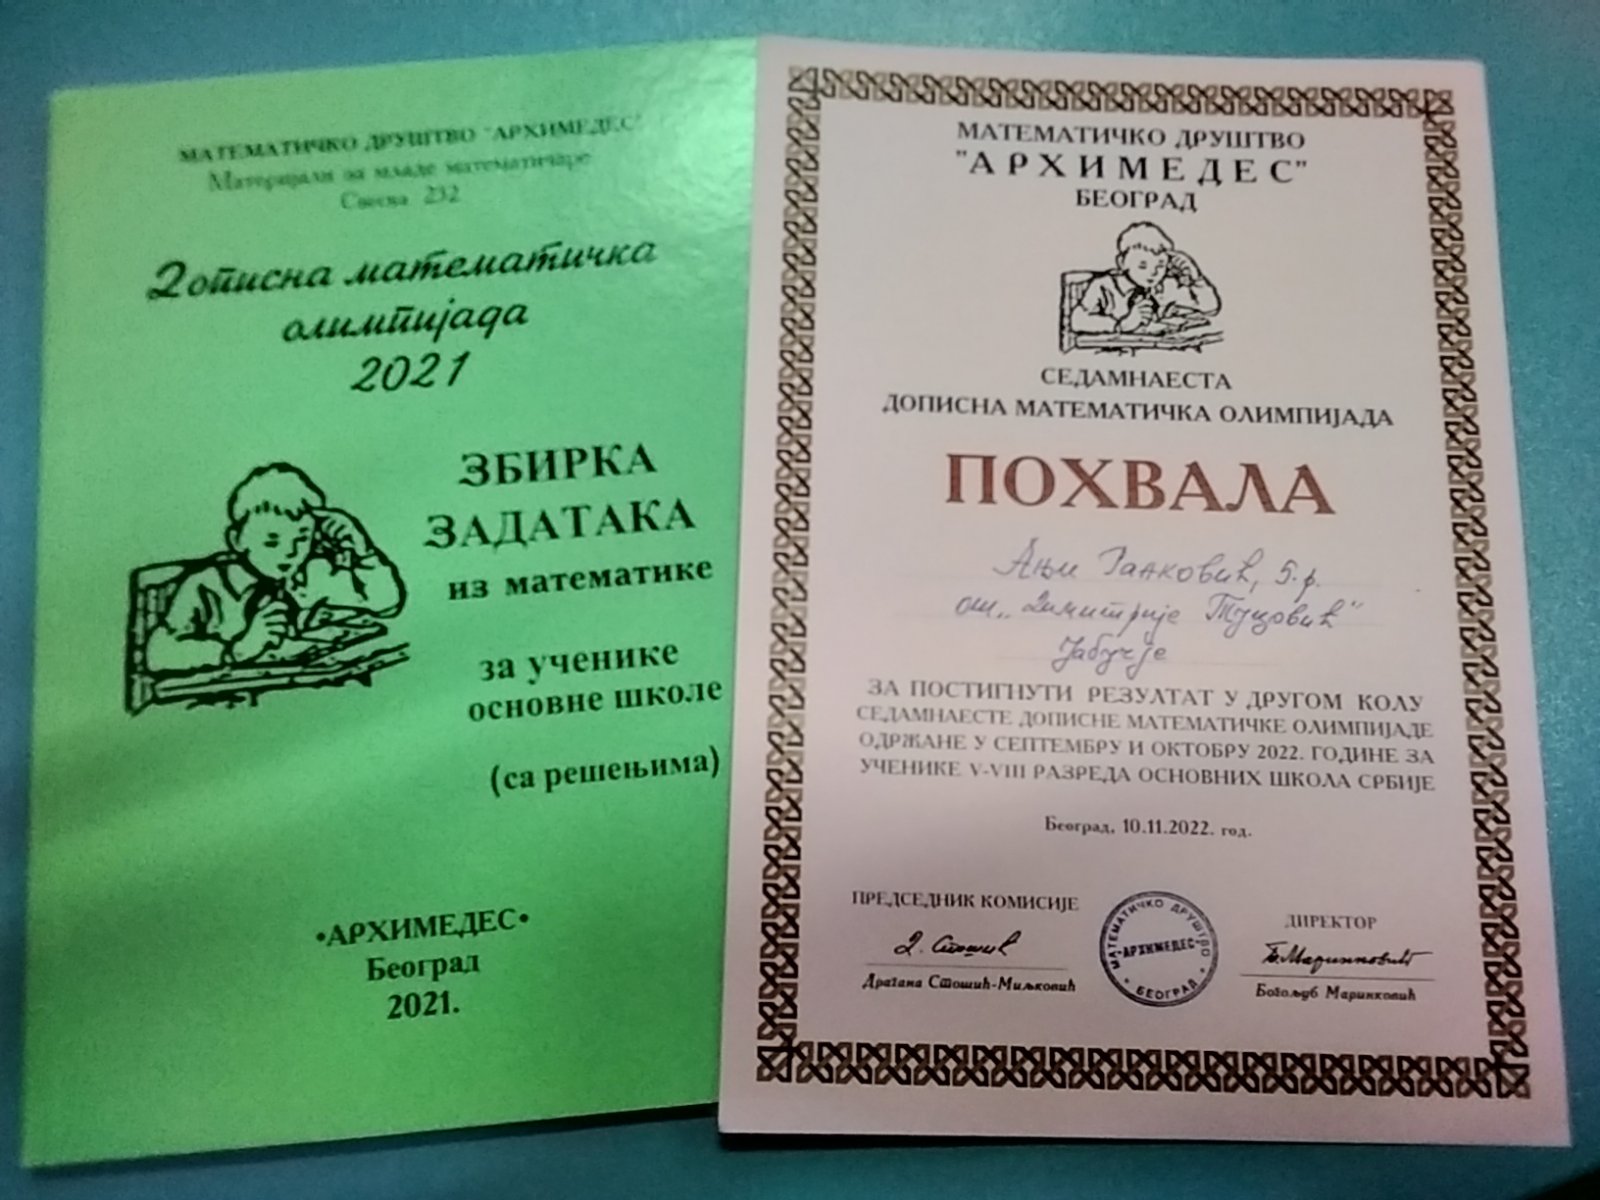 МАТЕМАТИЧКО ДРУШТВО "АРХИМЕДЕС"
Материјали за младе математичаре
Свеска 232
Дописна математичка
олимпијада
2021
ЗБИРКА
ЗАДАТАКА
из математике
за ученике
основне школе
(са решењима)
•АРХИМЕДЕС•
Београд
2021.
МАТЕМАТИЧКО ДРУШТВО
"АРХИМЕДЕС"
БЕОГРАД
СЕДАМНАЕСТА
ДОПИСНА МАТЕМАТИЧКА ОЛИМПИЈАДА
ПОХВАЛА
Ањи 5. р.
ош „Димитрије Туцовић"
Јабучје
ЗА ПОСТИГНУТИ РЕЗУЛТАТ У ДРУГОМ КОЛУ
СЕДАМНАЕСТЕ ДОПИСНЕ МАТЕМАТИЧКЕ ОЛИМПИЈАДЕ
ОДРЖАНЕ У СЕПТЕМБРУ И ОКТОБРУ 2022. ГОДИНЕ ЗА
УЧЕНИКЕ V-VIII РАЗРЕДА ОСНОВНИХ ШКОЛА СРБИЈЕ
Београд, 10.11.2022. год.
ПРЕДСЕДНИК КОМИСИЈЕ
Д. Стошић
Драгана Стошић-Миљковић
МАТЕМАТИЧКО ДРУШТВО
-АРХИМЕДЕС-
БЕОГРАД
ДИРЕКТОР
Б. Маринковић
Богољуб Маринковић